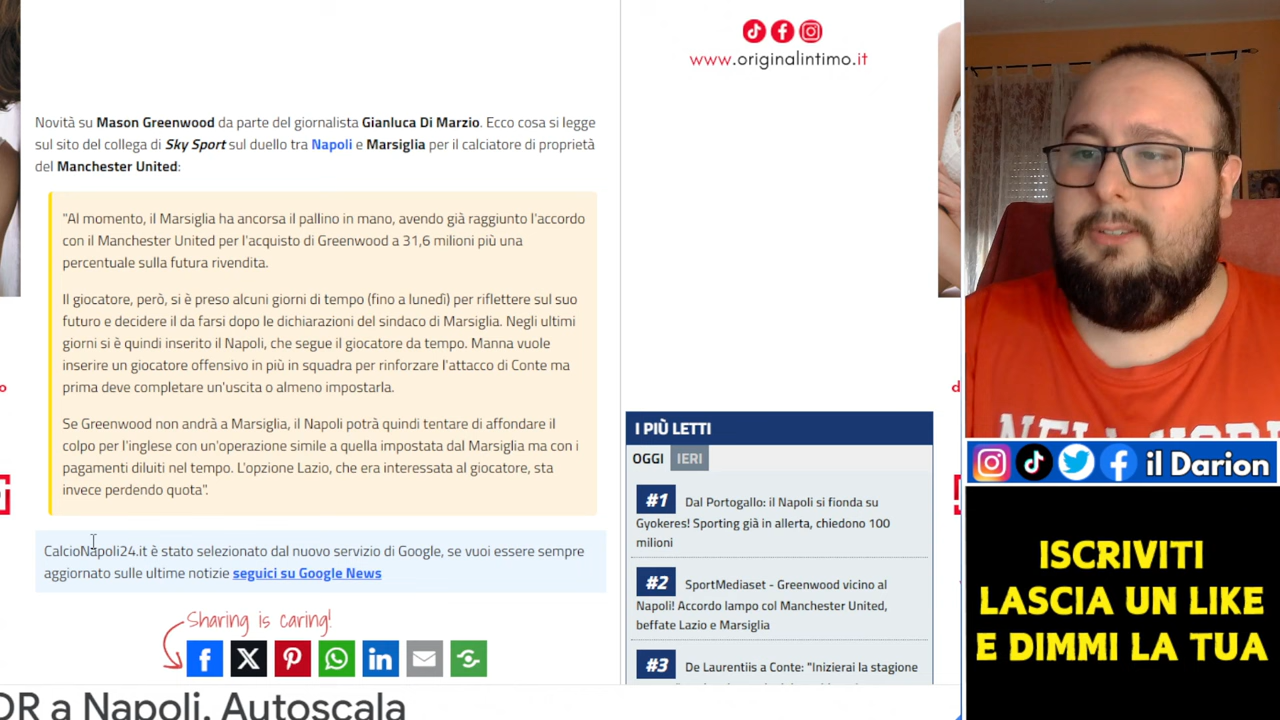 www.originalintimo.it
Novità su Mason Greenwood da parte del giornalista Gianluca Di Marzio. Ecco cosa si legge
sul sito del collega di Sky Sport sul duello tra Napoli e Marsiglia per il calciatore di proprietà
del Manchester United:
"Al momento, il Marsiglia ha ancorsa il pallino in mano, avendo già raggiunto l'accordo
con il Manchester United per l'acquisto di Greenwood a 31,6 milioni più una
percentuale sulla futura rivendita.
Il giocatore, però, si è preso alcuni giorni di tempo (fino a lunedì) per riflettere sul suo
futuro e decidere il da farsi dopo le dichiarazioni del sindaco di Marsiglia. Negli ultimi
giorni si è quindi inserito il Napoli, che segue il giocatore da tempo. Manna vuole
inserire un giocatore offensivo in più in squadra per rinforzare l'attacco di Conte ma
prima deve completare un'uscita o almeno impostarla.
Se Greenwood non andrà a Marsiglia, il Napoli potrà quindi tentare di affondare il
colpo per l'inglese con un'operazione simile a quella impostata dal Marsiglia ma con i
pagamenti diluiti nel tempo. L'opzione Lazio, che era interessata al giocatore, sta
invece perdendo quota".
CalcioNapoli24.it è stato selezionato dal nuovo servizio di Google, se vuoi essere sempre
aggiornato sulle ultime notizie seguici su Google News
Sharing is caring!
I PIÙ LETTI
OGGI IERI
#1 Dal Portogallo: il Napoli si fionda su
Gyokeres! Sporting già in allerta, chiedono 100
milioni
#2 SportMediaset - Greenwood vicino al
Napoli! Accordo lampo col Manchester United,
beffate Lazio e Marsiglia
#3 De Laurentiis a Conte: "Inizierai la stagione
OR a Napoli. Autoscala
il Darion
ISCRIVITI
LASCIA UN LIKE
E DIMMI LA TUA